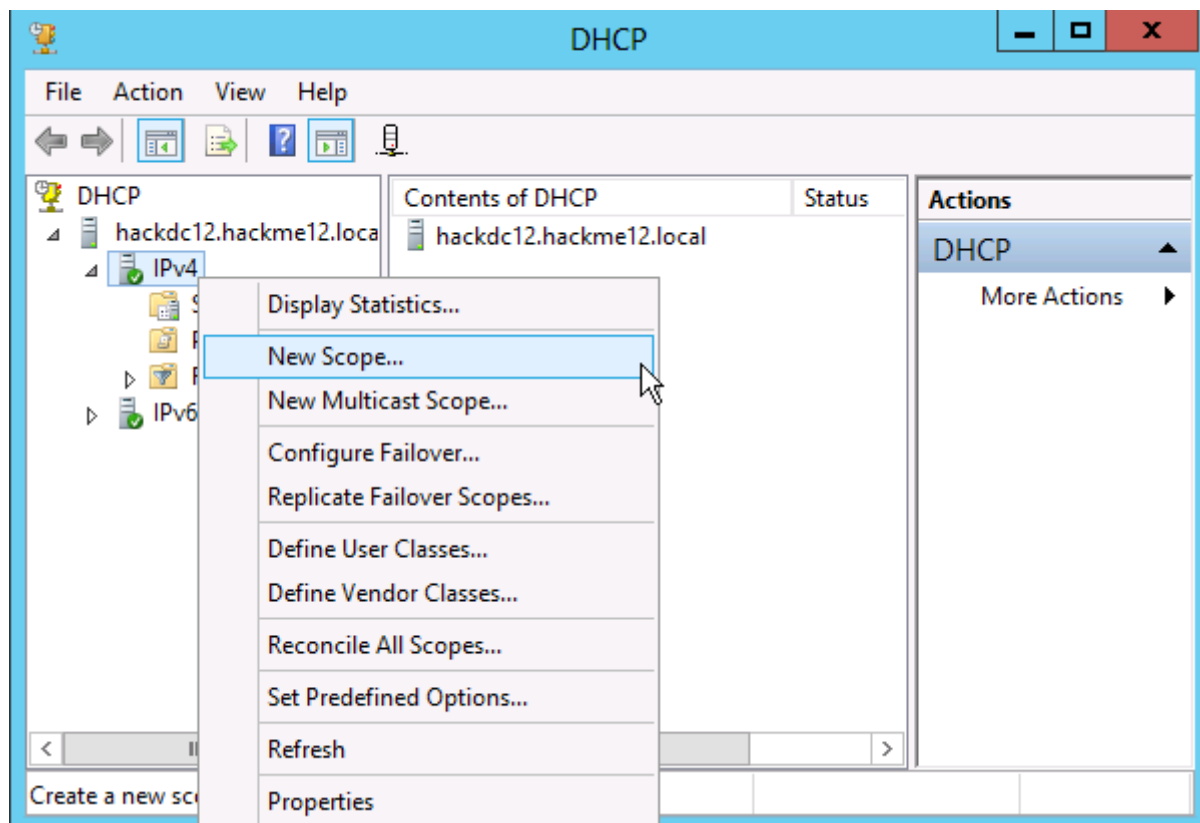 DHCP
File Action View Help
DHCP
hackdc12.hackme12.loca
IPv4
IPv6
Contents of DHCP Status
hackdc12.hackme12.local
Actions
DHCP
More Actions
Display Statistics...
New Scope...
New Multicast Scope...
Configure Failover...
Replicate Failover Scopes...
Define User Classes...
Define Vendor Classes...
Reconcile All Scopes...
Set Predefined Options...
Refresh
Properties
Create a new sc